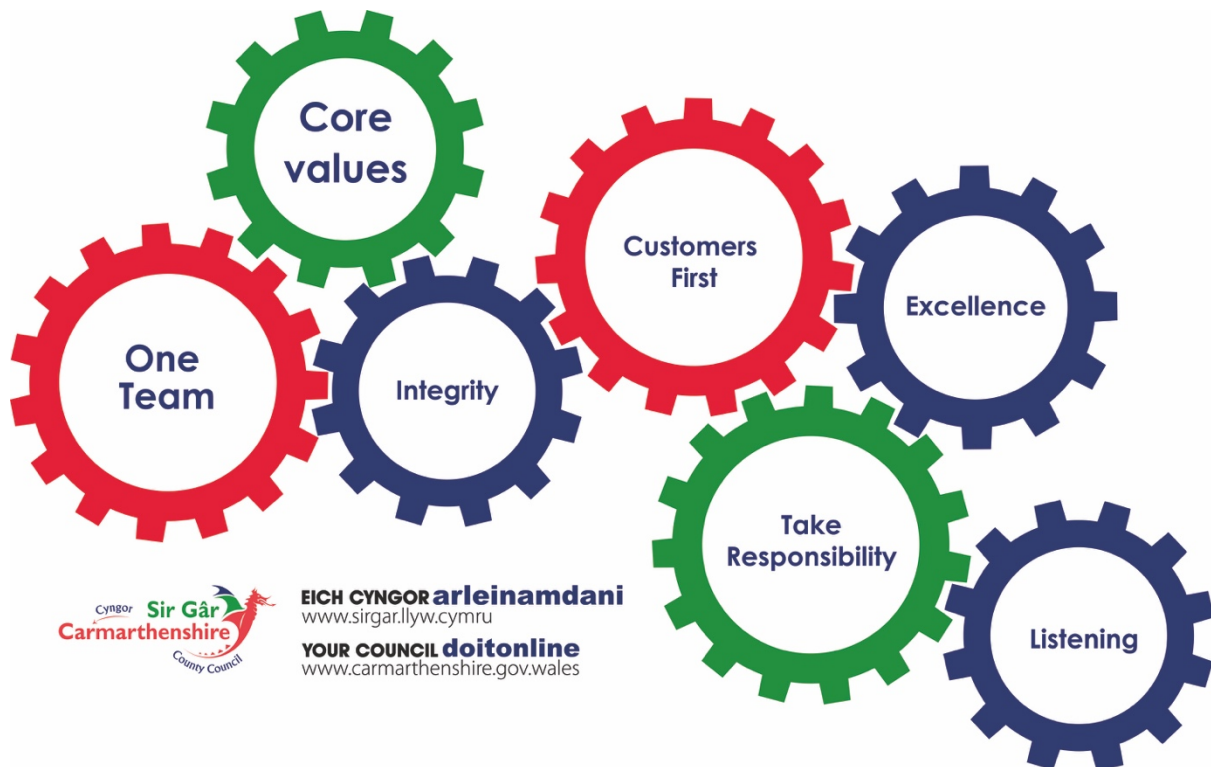 Core
values
One
Team
Integrity
Customers
First
Excellence
Take
Responsibility
Listening
Cyngor Sir Gâr
Carmarthenshire
County Council
EICH CYNGOR arleinamdani
www.sirgar.llyw.cymru
YOUR COUNCIL doitonline
www.carmarthenshire.gov.wales